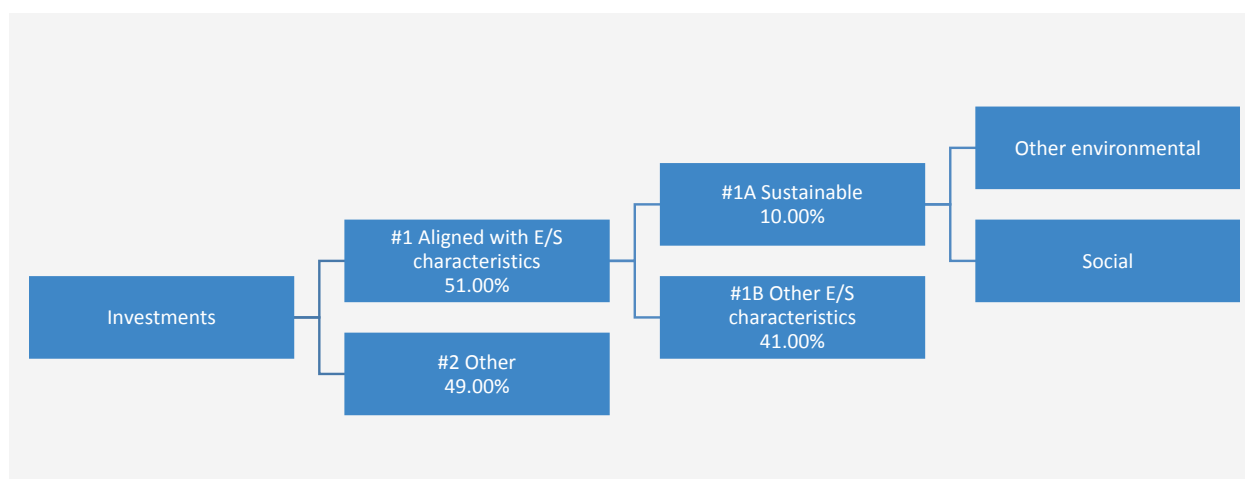 Investments
#1 Aligned with E/S
characteristics
51.00%
#2 Other
49.00%
#1A Sustainable
10.00%
#1B Other E/S
characteristics
41.00%
Other environmental
Social